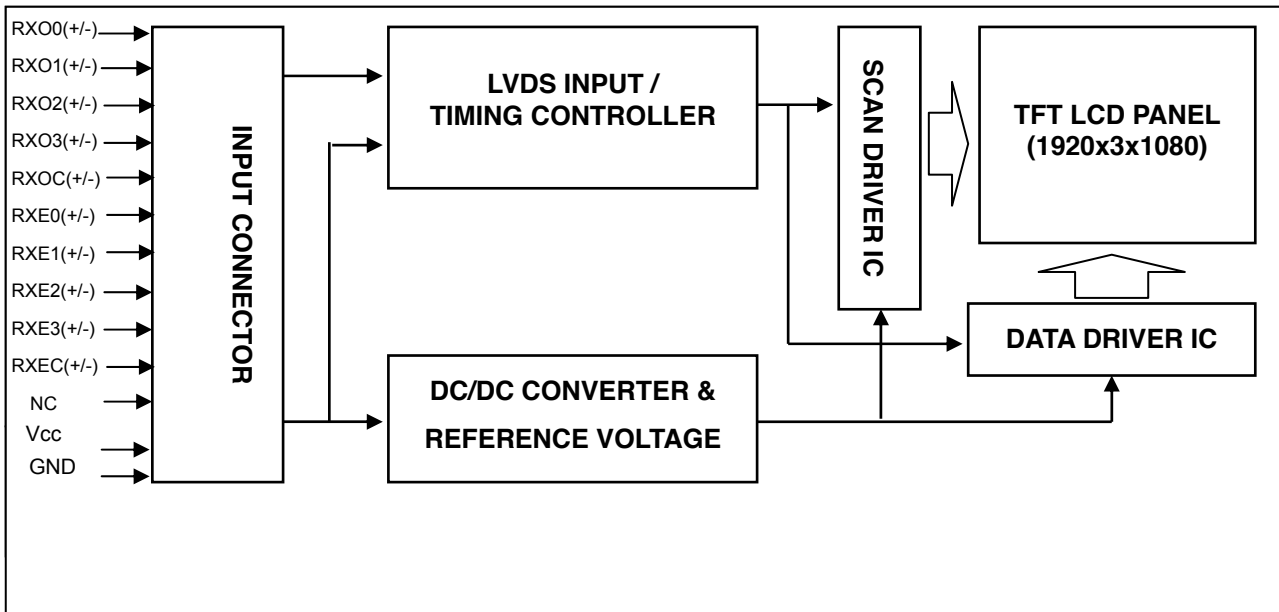 RXO0(+/-)
RXO1(+/-)
RXO2(+/-)
RXO3(+/-)
RXOC(+/-)
RXE0(+/-)
RXE1(+/-)
RXE2(+/-)
RXE3(+/-)
RXEC(+/-)
NC
Vcc
GND
INPUT CONNECTOR
LVDS INPUT /
TIMING CONTROLLER
DC/DC CONVERTER &
REFERENCE VOLTAGE
SCAN DRIVER IC
TFT LCD PANEL
(1920x3x1080)
DATA DRIVER IC